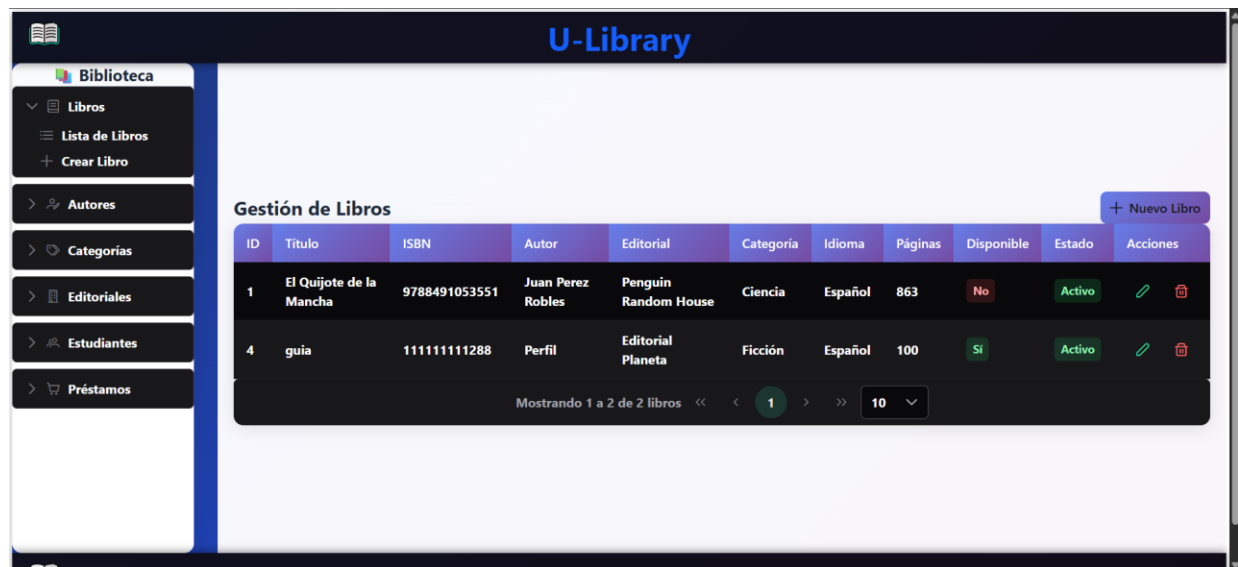 U-Library
Biblioteca
Libros
Lista de Libros
Crear Libro
Autores
Categorías
Editoriales
Estudiantes
Préstamos
Gestión de Libros
Nuevo Libro
ID Título ISBN Autor Editorial Categoría Idioma Páginas Disponible Estado Acciones
1 El Quijote de la Mancha 9788491053551 Juan Perez Robles Penguin Random House Ciencia Español 863 No Activo
4 guia 111111111288 Perfil Editorial Planeta Ficción Español 100 Sí Activo
Mostrando 1 a 2 de 2 libros « < 1 > » 10